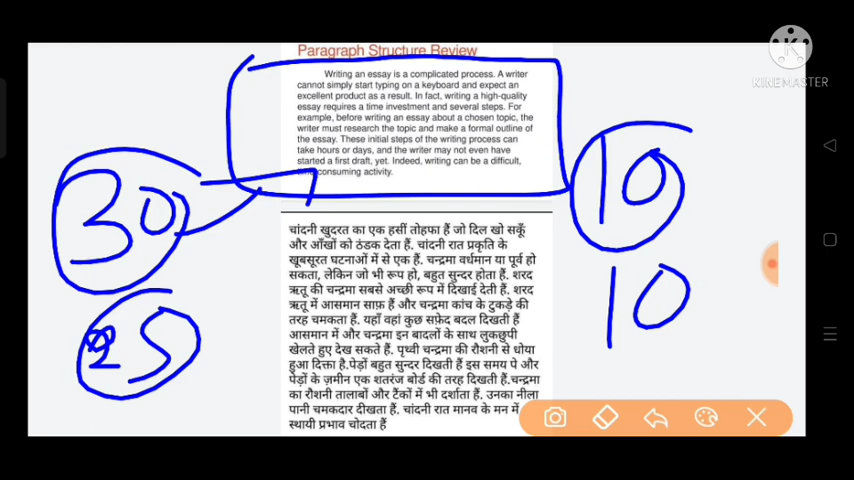 Paragraph Structure Review
Writing an essay is a complicated process. A writer
cannot simply start typing on a keyboard and expect an
excellent product as a result. In fact, writing a high-quality
essay requires a time investment and several steps. For
example, before writing an essay about a chosen topic, the
writer must research the topic and make a formal outline of
the essay. These initial steps of the writing process can
take hours or days, and the writer may not even have
started a first draft, yet. Indeed, writing can be a difficult,
consuming activity.
चांदनी खुदरत का एक हसीं तोहफा हैं जो दिल खो सकूँ
और आँखों को ठंडक देता हैं. चांदनी रात प्रकृति के
खूबसूरत घटनाओं में से एक हैं. चन्द्रमा वर्धमान या पूर्व हो
सकता, लेकिन जो भी रूप हो, बहुत सुन्दर होता हैं. शरद
ऋतू की चन्द्रमा सबसे अच्छी रूप में दिखाई देती हैं. शरद
ऋतू में आसमान साफ़ हैं और चन्द्रमा कांच के टुकड़े की
तरह चमकता हैं. यहाँ वहां कुछ सफ़ेद बदल दिखती हैं
आसमान में और चन्द्रमा इन बादलों के साथ लुकछुपी
खेलते हुए देख सकते हैं. पृथ्वी चन्द्रमा की रौशनी से धोया
हुआ दिक्ता है.पेड़ों बहुत सुन्दर दिखती हैं इस समय पे और
पेड़ों के ज़मीन एक शतरंज बोर्ड की तरह दिखती हैं.चन्द्रमा
का रौशनी तालाबों और टैंकों में भी दर्शाता हैं. उनका नीला
पानी चमकदार दीखता हैं. चांदनी रात मानव के मन में
स्थायी प्रभाव चोदता हैं
30
25
10
10
KINEMASTER